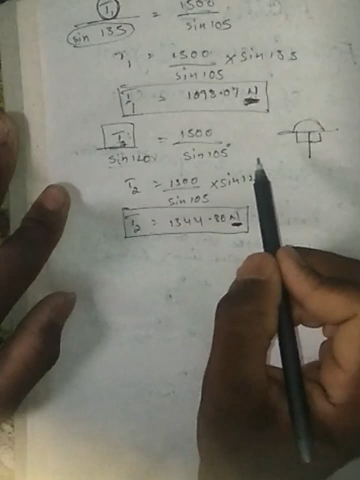 T1 = 1500
sin 135 sin 105
T1 = 1500 × sin 135
sin 105
T1 = 1098.07 N
T2 = 1500
sin 120 sin 105
T2 = 1500 × sin
sin 105
T2 = 1344.80 N